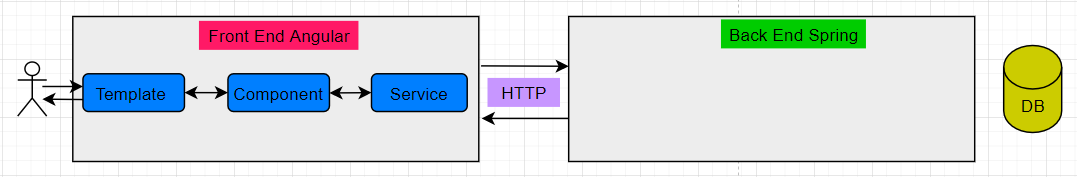 Front End Angular
Back End Spring
Template
Component
Service
HTTP
DB